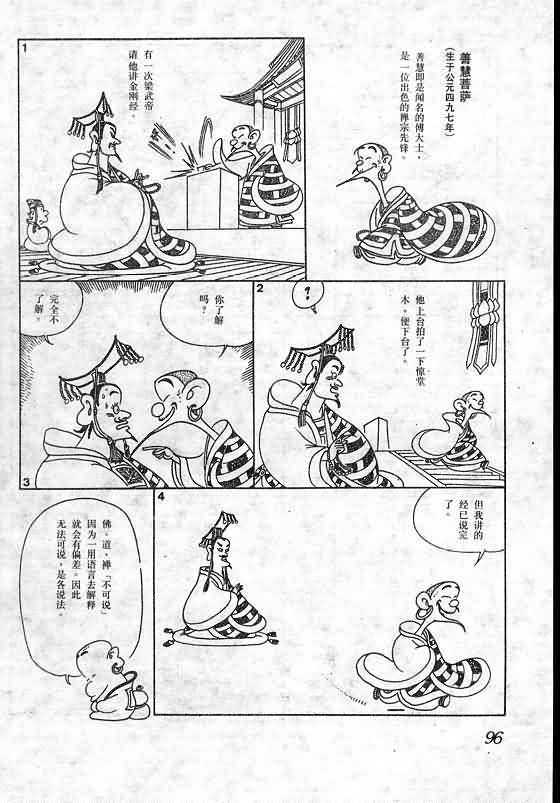 善慧菩萨
（生于公元四九七年）
善慧即是闻名的傅大士，
是一位出色的禅宗先锋。
1
有一次梁武帝
请他讲金刚经。
2
他上台拍了一下惊堂
木，便下台了。
？
3
你了解
吗？
完全不
了解。
4
但我讲的
经已说完
了。
佛、道、禅「不可说」
因为一用语言去解释
就会有偏差。因此
无法可说，是各说法。
96